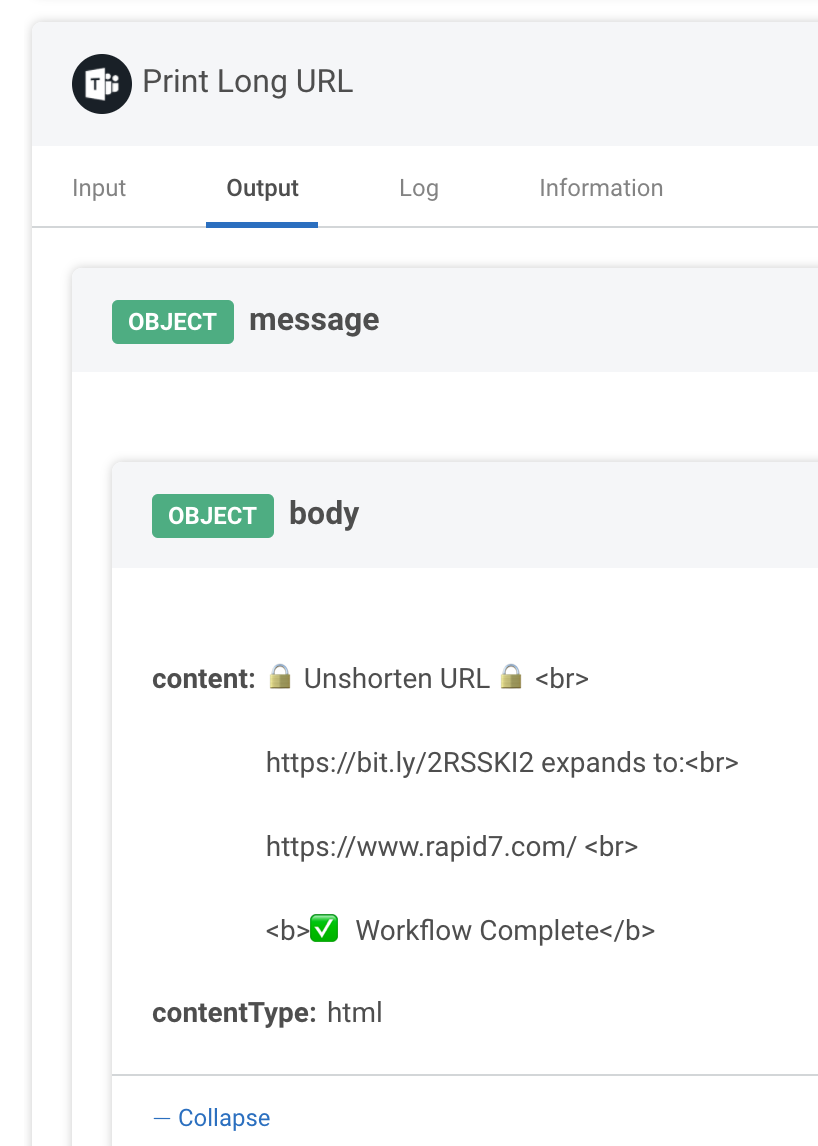 Print Long URL
Input Output Log Information
OBJECT message
OBJECT body
content: 🔒 Unshorten URL 🔒 <br>
https://bit.ly/2RSSKI2 expands to:<br>
https://www.rapid7.com/ <br>
<b>✅ Workflow Complete</b>
contentType: html
— Collapse